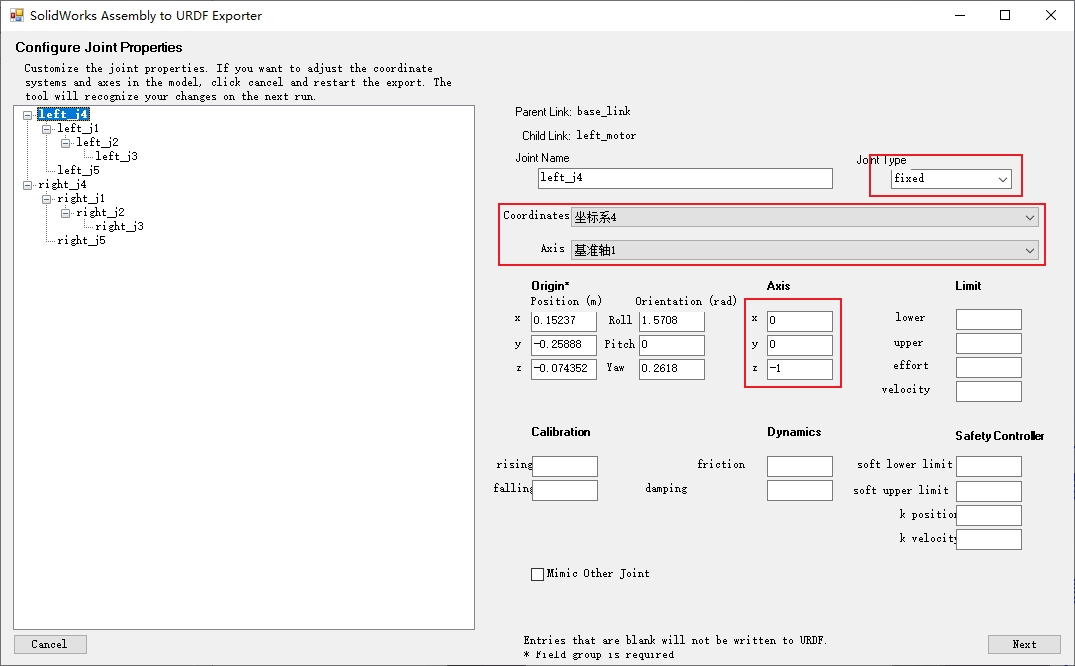 SolidWorks Assembly to URDF Exporter
Configure Joint Properties
Customize the joint properties. If you want to adjust the coordinate
systems and axes in the model, click cancel and restart the export. The
tool will recognize your changes on the next run.
left_j4
left_j1
left_j2
left_j3
left_j5
right_j4
right_j1
right_j2
right_j3
right_j5
Parent Link: base_link
Child Link: left_motor
Joint Name
left_j4
Joint Type
fixed
Coordinates 坐标系4
Axis 基准轴1
Origin* Axis Limit
Position (m) Orientation (rad)
x 0.15237 Roll 1.5708 x 0 lower
y -0.25888 Pitch 0 y 0 upper
z -0.074352 Yaw 0.2618 z -1 effort
velocity
Calibration Dynamics Safety Controller
rising friction soft lower limit
falling damping soft upper limit
k position
k velocity
Mimic Other Joint
Entries that are blank will not be written to URDF.
* Field group is required
Cancel Next